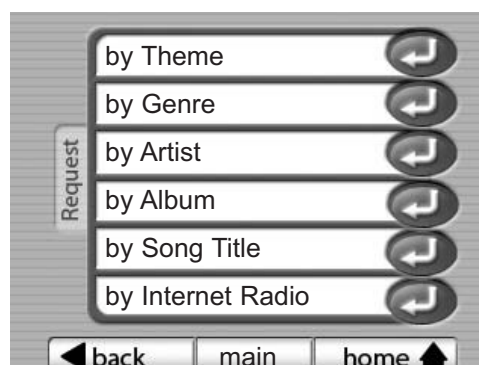 by Theme
by Genre
by Artist
by Album
by Song Title
by Internet Radio
Request
back main home